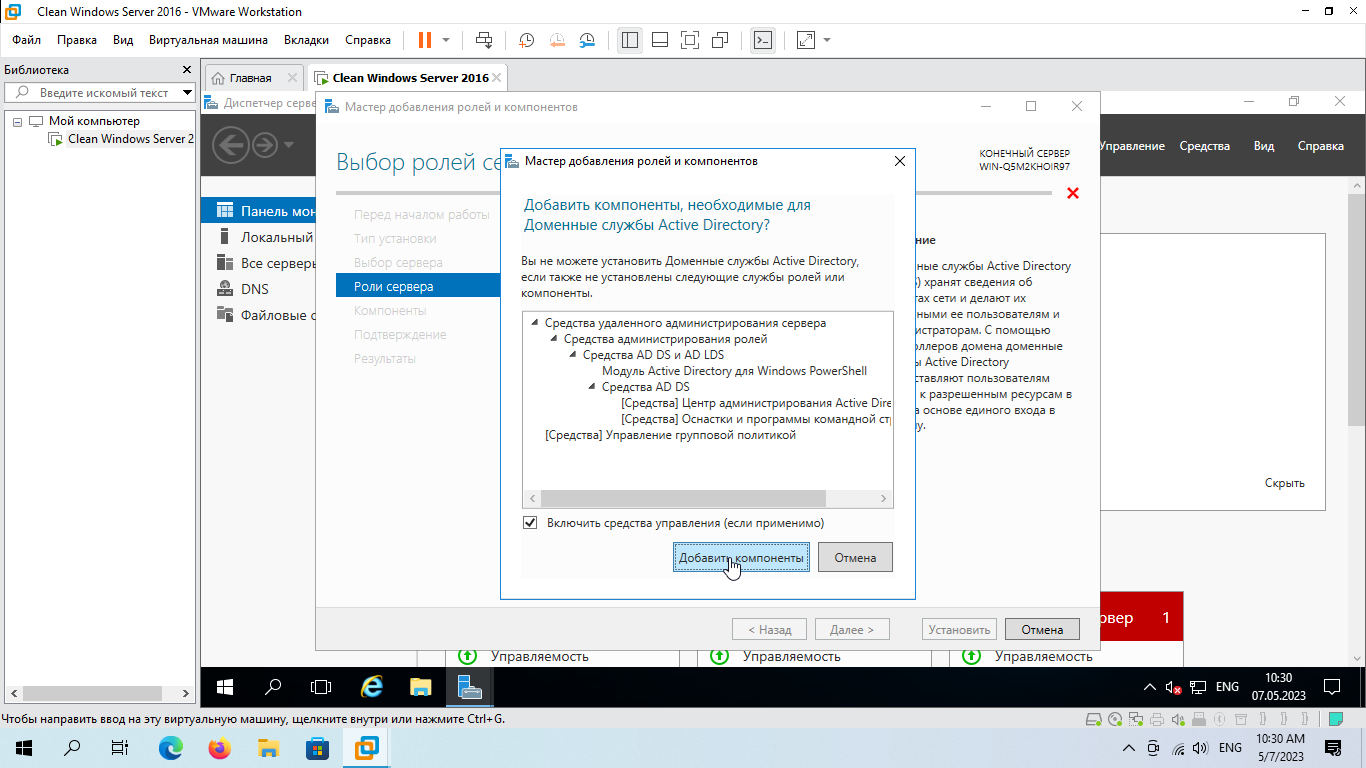 Clean Windows Server 2016 - VMware Workstation
Файл Правка Вид Виртуальная машина Вкладки Справка
Библиотека
Введите искомый текст
Мой компьютер
Clean Windows Server 2
Главная
Clean Windows Server 2016
Диспетчер серве
Управление Средства Вид Справка
Панель мон
Локальный
Все серверы
DNS
Файловые с
Мастер добавления ролей и компонентов
Выбор ролей се
КОНЕЧНЫЙ СЕРВЕР
WIN-Q5M2KHOIR97
Перед началом работы
Тип установки
Выбор сервера
Роли сервера
Компоненты
Подтверждение
Результаты
Мастер добавления ролей и компонентов
Добавить компоненты, необходимые для
Доменные службы Active Directory?
Вы не можете установить Доменные службы Active Directory,
если также не установлены следующие службы ролей или
компоненты.
Средства удаленного администрирования сервера
Средства администрирования ролей
Средства AD DS и AD LDS
Модуль Active Directory для Windows PowerShell
Средства AD DS
[Средства] Центр администрирования Active Dire
[Средства] Оснастки и программы командной стр
[Средства] Управление групповой политикой
Включить средства управления (если применимо)
Добавить компоненты
Отмена
ние
ные службы Active Directory
) хранят сведения об
тах сети и делают их
ными ее пользователям и
истраторам. С помощью
оллеров домена доменные
ы Active Directory
ставляют пользователям
к разрешенным ресурсам в
а основе единого входа в
у.
Скрыть
< Назад
Далее >
Установить
Отмена
рвер 1
Управляемость
Управляемость
Управляемость
ENG
10:30
07.05.2023
Чтобы направить ввод на эту виртуальную машину, щелкните внутри или нажмите Ctrl+G.
ENG
10:30 AM
5/7/2023